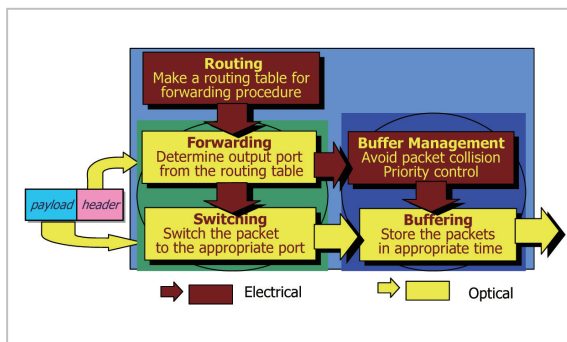 Routing
Make a routing table for
forwarding procedure
Forwarding
Determine output port
from the routing table
Buffer Management
Avoid packet collision
Priority control
payload header
Switching
Switch the packet
to the appropriate port
Buffering
Store the packets
in appropriate time
Electrical
Optical